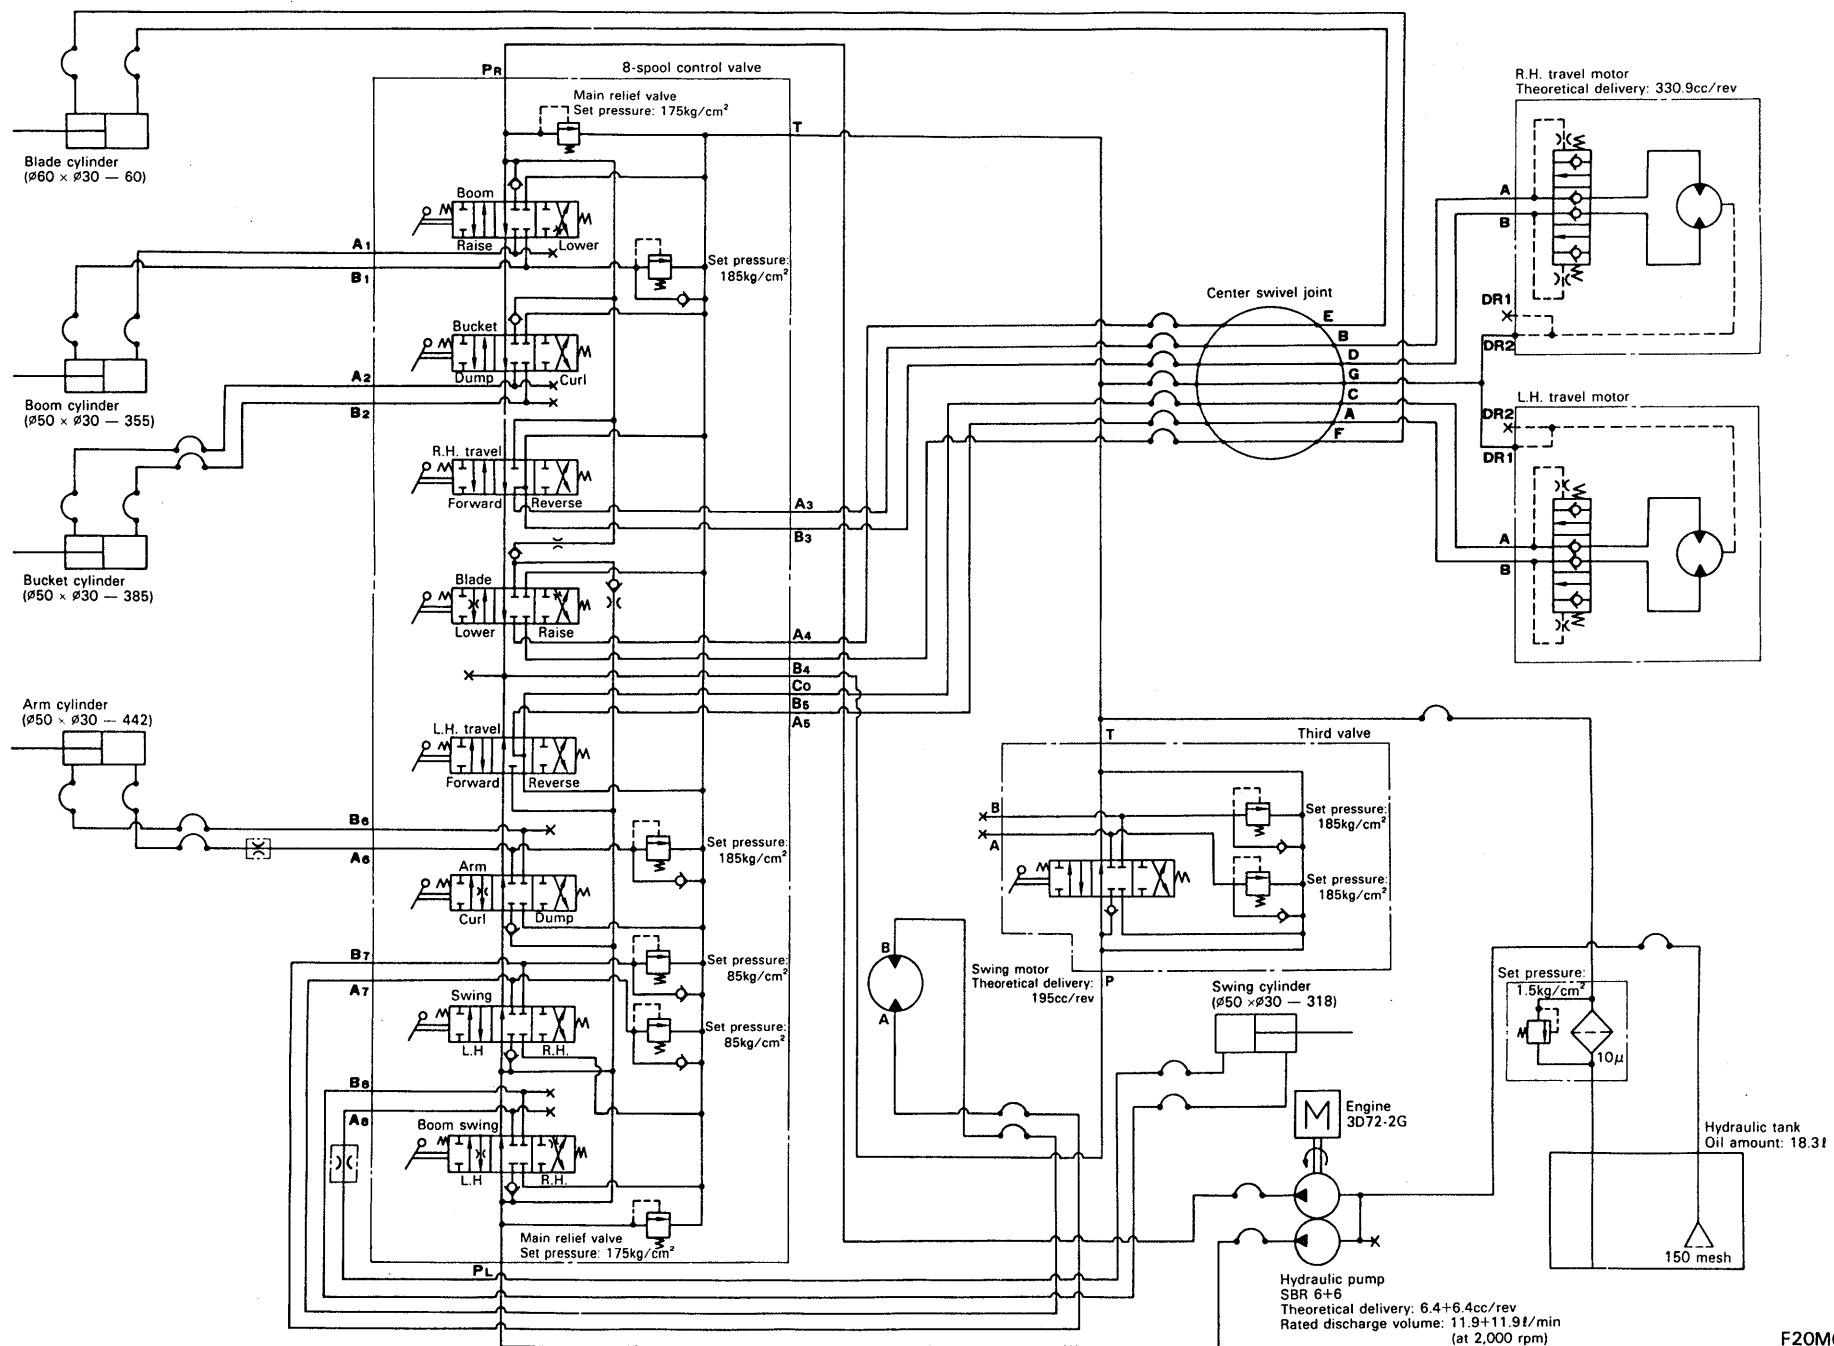 PR
8-spool control valve
Main relief valve
Set pressure: 175kg/cm²
T
Blade cylinder
(ø60 × ø30 — 60)
Boom
Raise
Lower
A1
B1
Set pressure:
185kg/cm²
Boom cylinder
(ø50 × ø30 — 355)
Bucket
Dump
Curl
A2
B2
Bucket cylinder
(ø50 × ø30 — 385)
R.H. travel
Forward
Reverse
A3
B3
Blade
Lower
Raise
A4
B4
Co
B5
A5
L.H. travel
Forward
Reverse
Arm cylinder
(ø50 × ø30 — 442)
B6
A6
Set pressure:
185kg/cm²
Arm
Curl
Dump
B7
A7
Set pressure:
85kg/cm²
Swing
L.H
R.H.
Set pressure:
85kg/cm²
B8
A8
Boom swing
L.H
R.H.
Main relief valve
Set pressure: 175kg/cm²
PL
Center swivel joint
E
B
D
G
C
A
F
R.H. travel motor
Theoretical delivery: 330.9cc/rev
A
B
DR1
DR2
L.H. travel motor
DR2
DR1
A
B
T
Third valve
B
A
Set pressure:
185kg/cm²
Set pressure:
185kg/cm²
P
B
A
Swing motor
Theoretical delivery:
195cc/rev
Swing cylinder
(ø50 ×ø30 — 318)
Set pressure:
1.5kg/cm²
10μ
M
Engine
3D72-2G
Hydraulic tank
Oil amount: 18.3ℓ
150 mesh
Hydraulic pump
SBR 6+6
Theoretical delivery: 6.4+6.4cc/rev
Rated discharge volume: 11.9+11.9ℓ/min
(at 2,000 rpm)